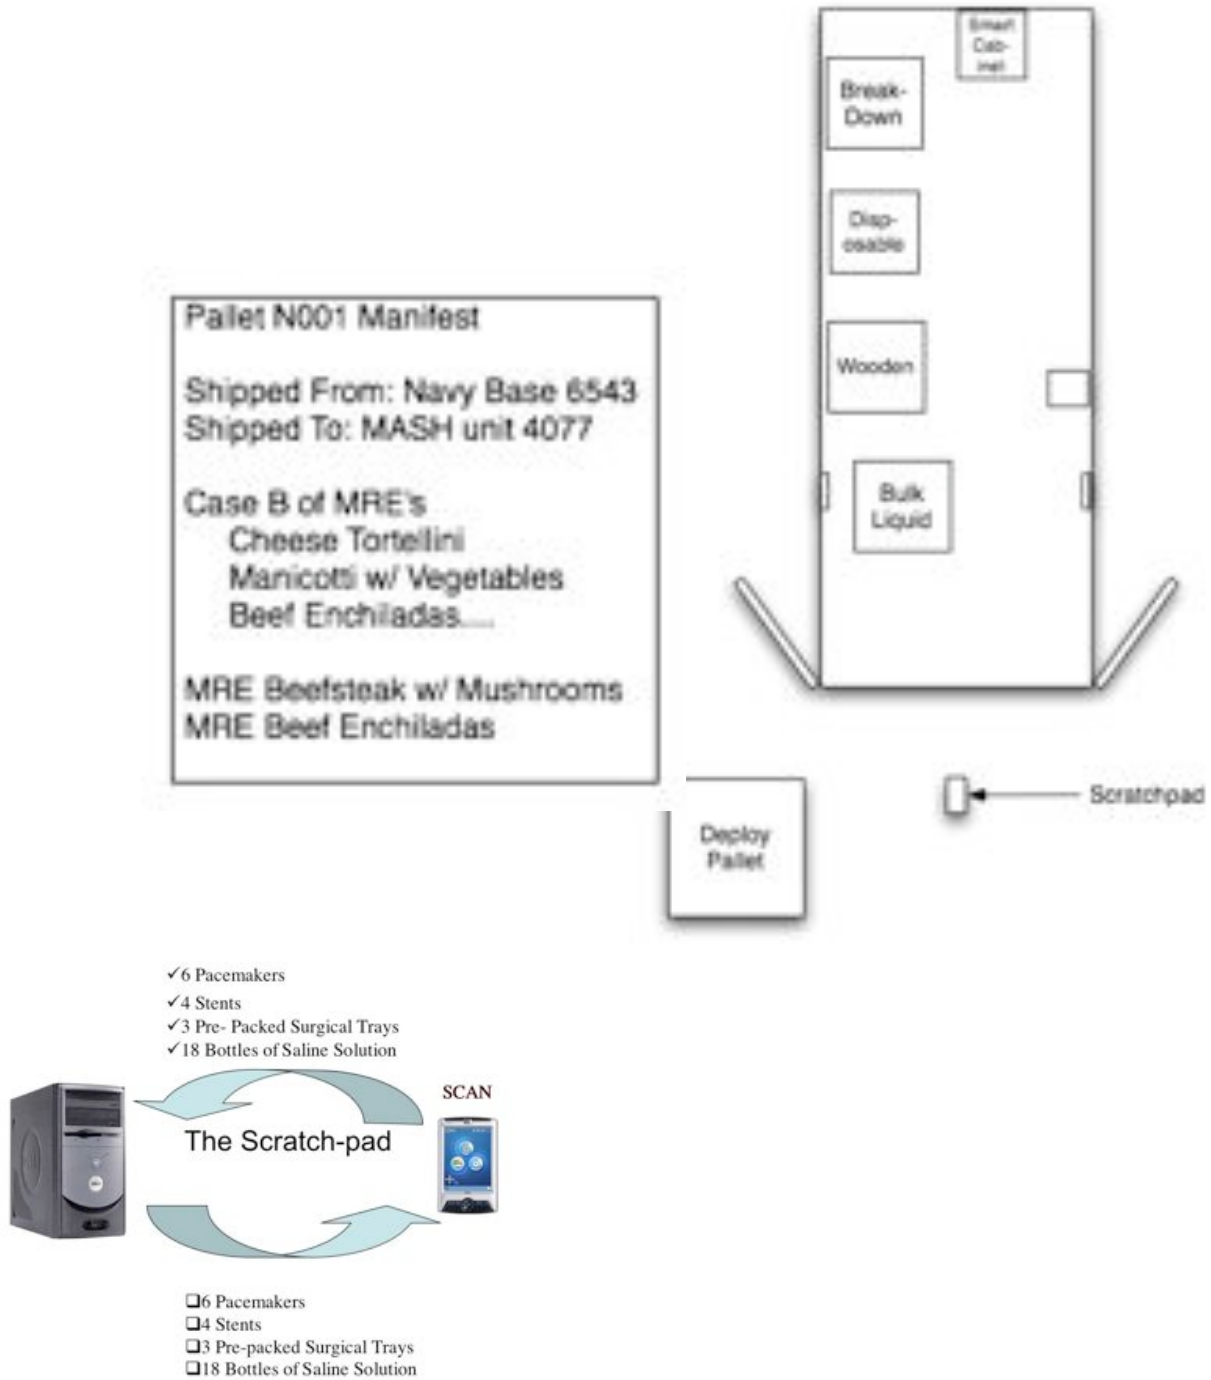 Smart
Cab-
inet
Break-
Down
Disp-
osable
Wooden
Bulk
Liquid
Pallet N001 Manifest
Shipped From: Navy Base 6543
Shipped To: MASH unit 4077
Case B of MRE's
Cheese Tortellini
Manicotti w/ Vegetables
Beef Enchiladas....
MRE Beefsteak w/ Mushrooms
MRE Beef Enchiladas
Scratchpad
Deploy
Pallet
✓6 Pacemakers
✓4 Stents
✓3 Pre- Packed Surgical Trays
✓18 Bottles of Saline Solution
SCAN
The Scratch-pad
❑6 Pacemakers
❑4 Stents
❑3 Pre-packed Surgical Trays
❑18 Bottles of Saline Solution